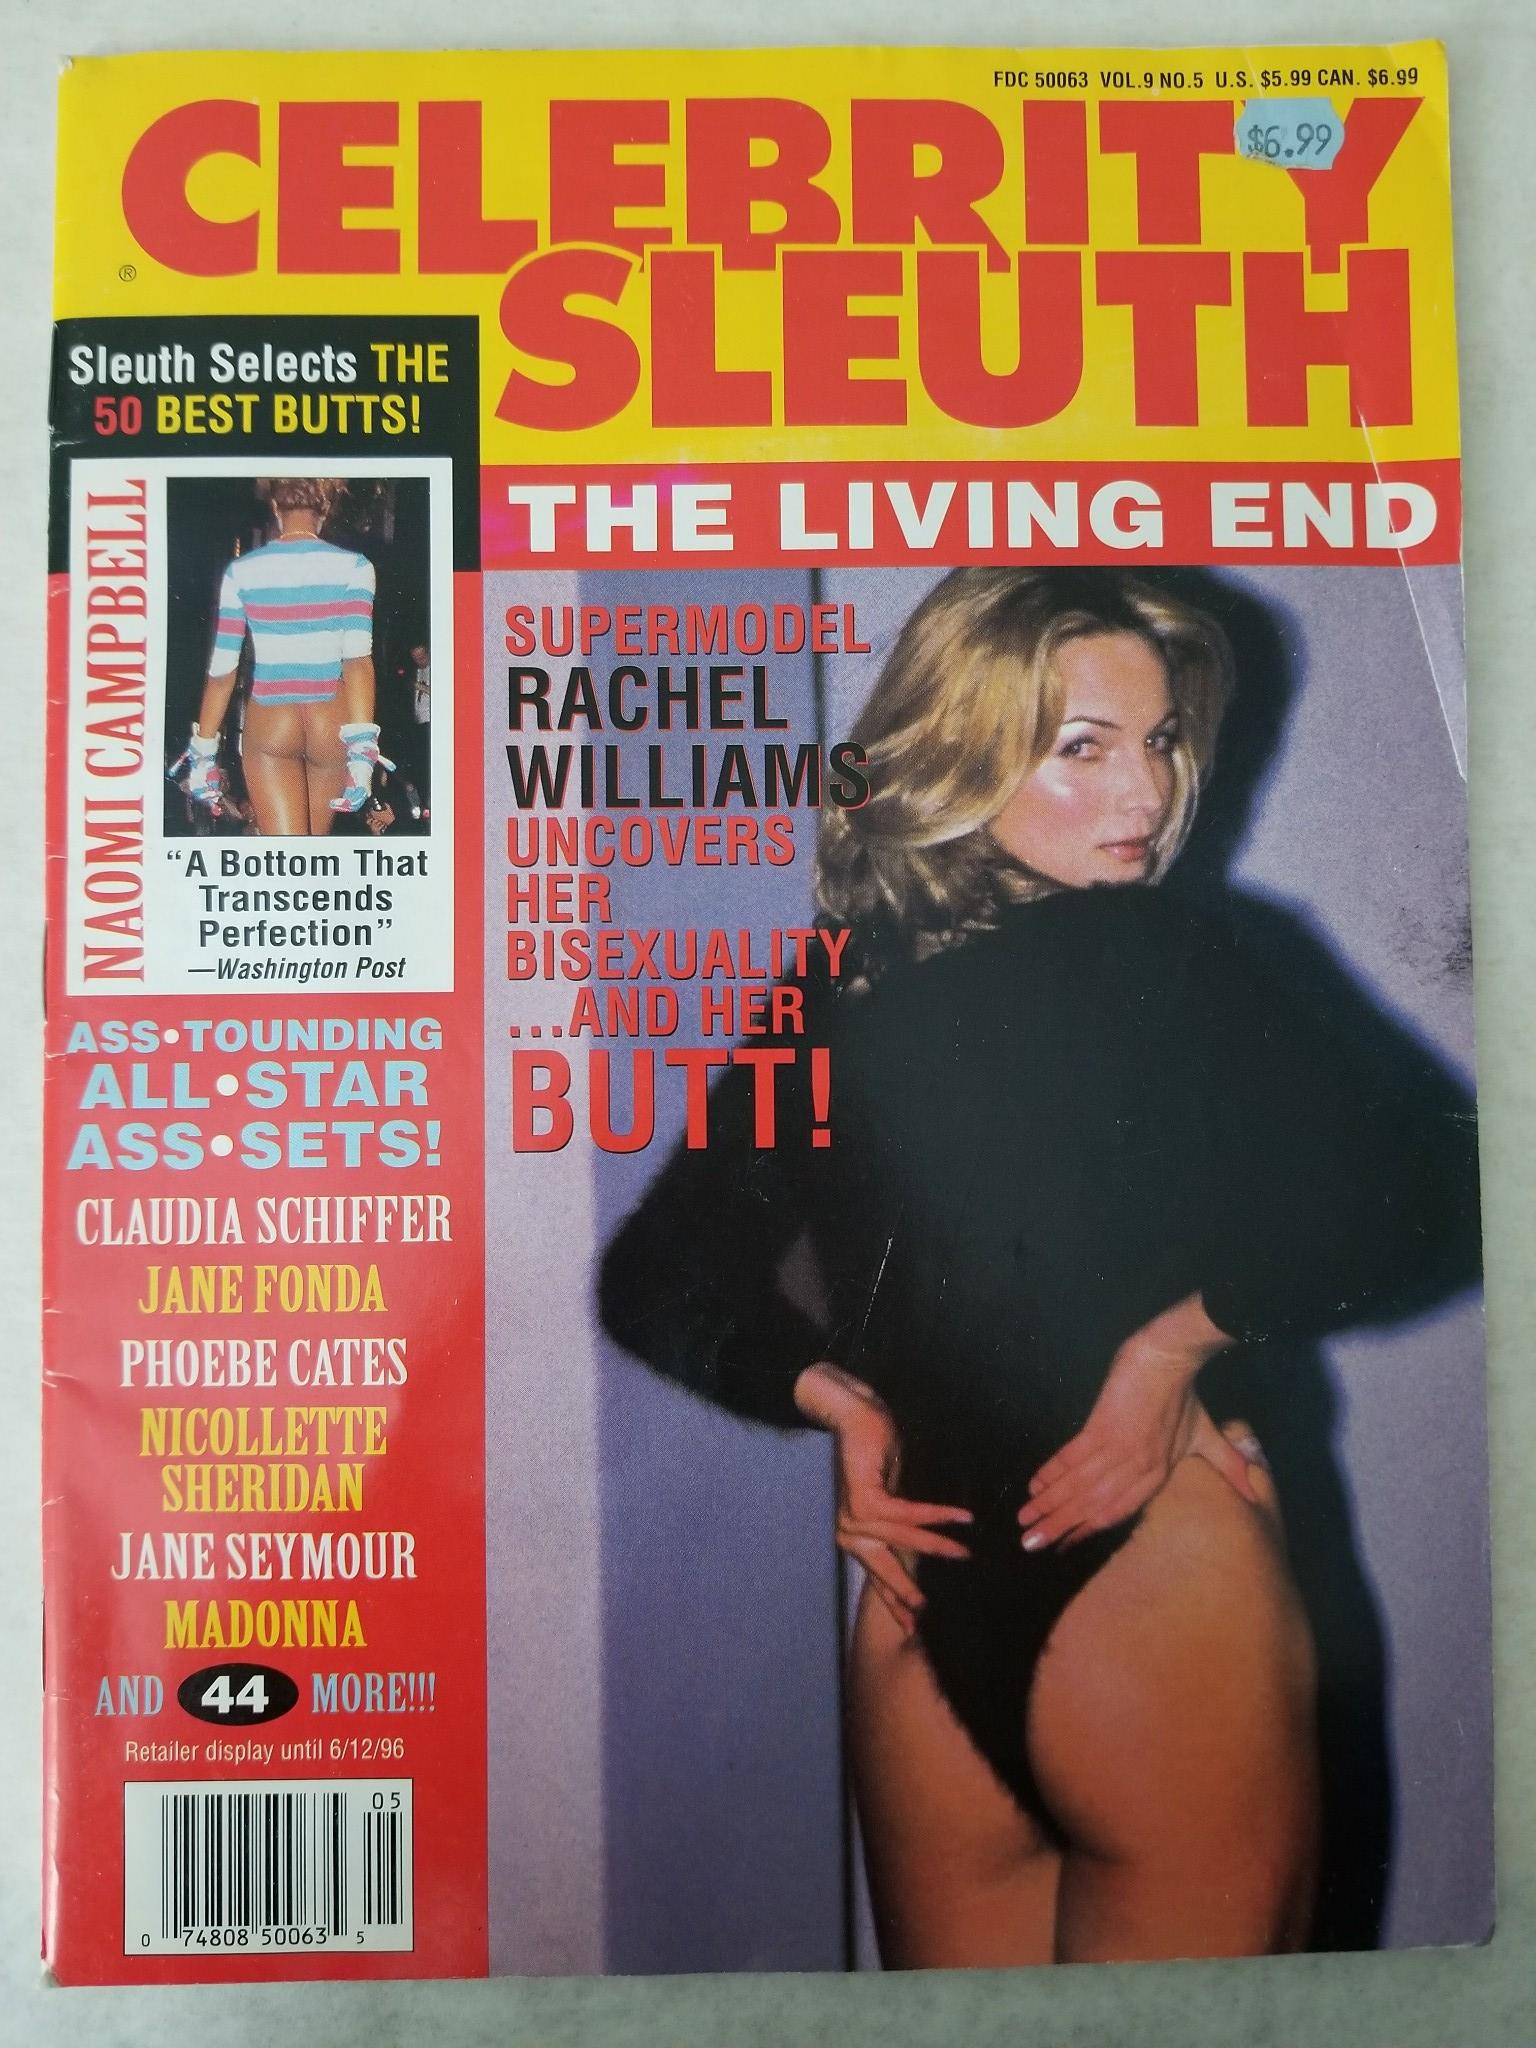 FDC 50063 VOL.9 NO.5 U.S. $5.99 CAN. $6.99
CELEBRITY
$6.99
®
SLEUTH
Sleuth Selects THE
50 BEST BUTTS!
NAOMI CAMPBELL
“A Bottom That
Transcends
Perfection”
—Washington Post
ASS•TOUNDING
ALL•STAR
ASS•SETS!
CLAUDIA SCHIFFER
JANE FONDA
PHOEBE CATES
NICOLLETTE
SHERIDAN
JANE SEYMOUR
MADONNA
AND 44 MORE!!!
Retailer display until 6/12/96
05
0 74808 50063 5
THE LIVING END
SUPERMODEL
RACHEL
WILLIAMS
UNCOVERS
HER
BISEXUALITY
...AND HER
BUTT!